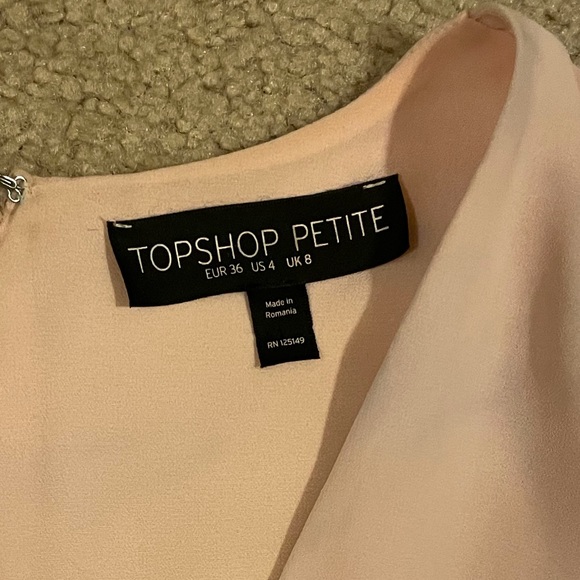 TOPSHOP PETITE
EUR 36 US 4 UK 8
Made in
Romania
RN 125149